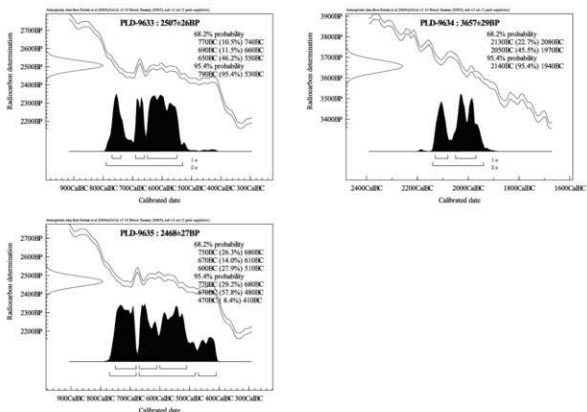 PLD-9633 : 2507±26BP
68.2% probability
770BC (10.5%) 740BC
690BC (11.5%) 660BC
650BC (46.2%) 550BC
95.4% probability
790BC (95.4%) 530BC
Radiocarbon determination
2700BP
2600BP
2500BP
2400BP
2300BP
2200BP
1 σ
2 σ
900CalBC 800CalBC 700CalBC 600CalBC 500CalBC 400CalBC 300CalBC
Calibrated date
PLD-9634 : 3657±29BP
68.2% probability
2130BC (22.7%) 2080BC
2050BC (45.5%) 1970BC
95.4% probability
2140BC (95.4%) 1940BC
Radiocarbon determination
3900BP
3800BP
3700BP
3600BP
3500BP
3400BP
1 σ
2 σ
2400CalBC 2200CalBC 2000CalBC 1800CalBC 1600CalBC
Calibrated date
PLD-9635 : 2468±27BP
68.2% probability
750BC (26.3%) 680BC
670BC (14.0%) 610BC
600BC (27.9%) 510BC
95.4% probability
770BC (29.2%) 680BC
670BC (57.8%) 480BC
470BC ( 8.4%) 410BC
Radiocarbon determination
2700BP
2600BP
2500BP
2400BP
2300BP
2200BP
900CalBC 800CalBC 700CalBC 600CalBC 500CalBC 400CalBC 300CalBC
Calibrated date